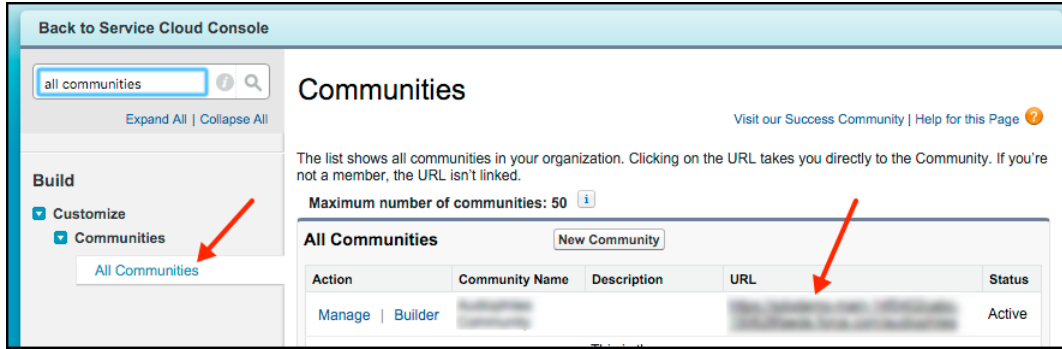 Back to Service Cloud Console
all communities
Expand All | Collapse All
Build
Customize
Communities
All Communities
Communities
Visit our Success Community | Help for this Page
The list shows all communities in your organization. Clicking on the URL takes you directly to the Community. If you're
not a member, the URL isn't linked.
Maximum number of communities: 50
All Communities New Community
Action Community Name Description URL Status
Manage | Builder Active